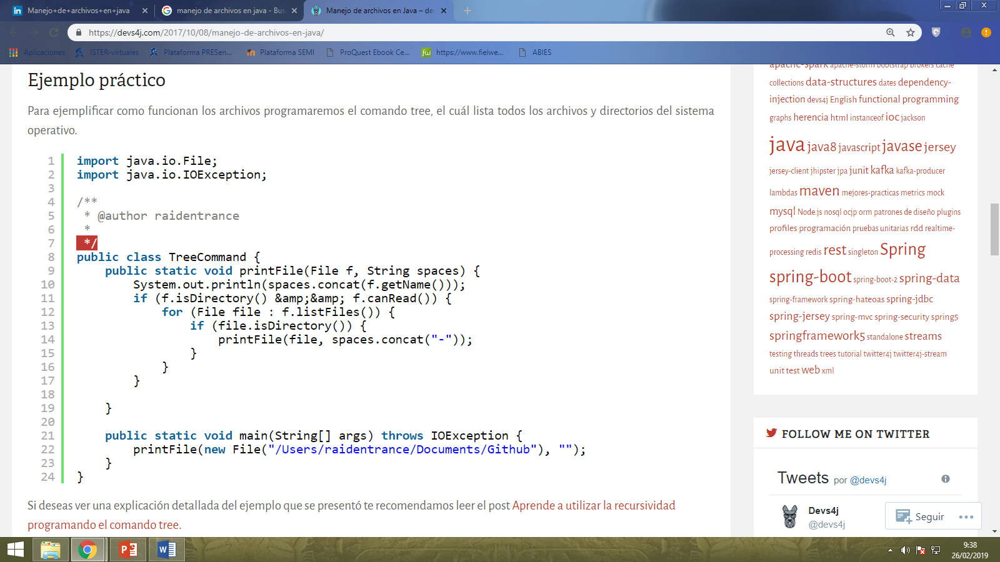 Manejo+de+archivos+en+java
manejo de archivos en java - Bus
Manejo de archivos en Java – dev
https://devs4j.com/2017/10/08/manejo-de-archivos-en-java/
Aplicaciones
ISTER-virtuales
Plataforma PRESen...
Plataforma SEMI
ProQuest Ebook Ce...
https://www.fielwe...
ABIES
Ejemplo práctico
Para ejemplificar como funcionan los archivos programaremos el comando tree, el cuál lista todos los archivos y directorios del sistema
operativo.
1 import java.io.File;
2 import java.io.IOException;
3
4 /**
5 * @author raidentrance
6 *
7 */
8 public class TreeCommand {
9 public static void printFile(File f, String spaces) {
10 System.out.println(spaces.concat(f.getName()));
11 if (f.isDirectory() &amp;&amp; f.canRead()) {
12 for (File file : f.listFiles()) {
13 if (file.isDirectory()) {
14 printFile(file, spaces.concat("-"));
15 }
16 }
17 }
18
19 }
20
21 public static void main(String[] args) throws IOException {
22 printFile(new File("/Users/raidentrance/Documents/Github"), "");
23 }
24 }
Si deseas ver una explicación detallada del ejemplo que se presentó te recomendamos leer el post Aprende a utilizar la recursividad
programando el comando tree.
apache-spark apache-storm bootstrap brokers cache
collections data-structures dates dependency-
injection devs4j English functional programming
graphs herencia html instanceof ioc jackson
java java8 javascript javase jersey
jersey-client jhipster jpa junit kafka kafka-producer
lambdas maven mejores-practicas metrics mock
mysql Node.js nosql ocjp orm patrones de diseño plugins
profiles programación pruebas unitarias rdd realtime-
processing redis rest singleton Spring
spring-boot spring-boot-2 spring-data
spring-framework spring-hateoas spring-jdbc
spring-jersey spring-mvc spring-security spring5
springframework5 standalone streams
testing threads trees tutorial twitter4j twitter4j-stream
unit test web xml
FOLLOW ME ON TWITTER
Tweets por @devs4j
Devs4j
@devs4j
Seguir
9:38
26/02/2019